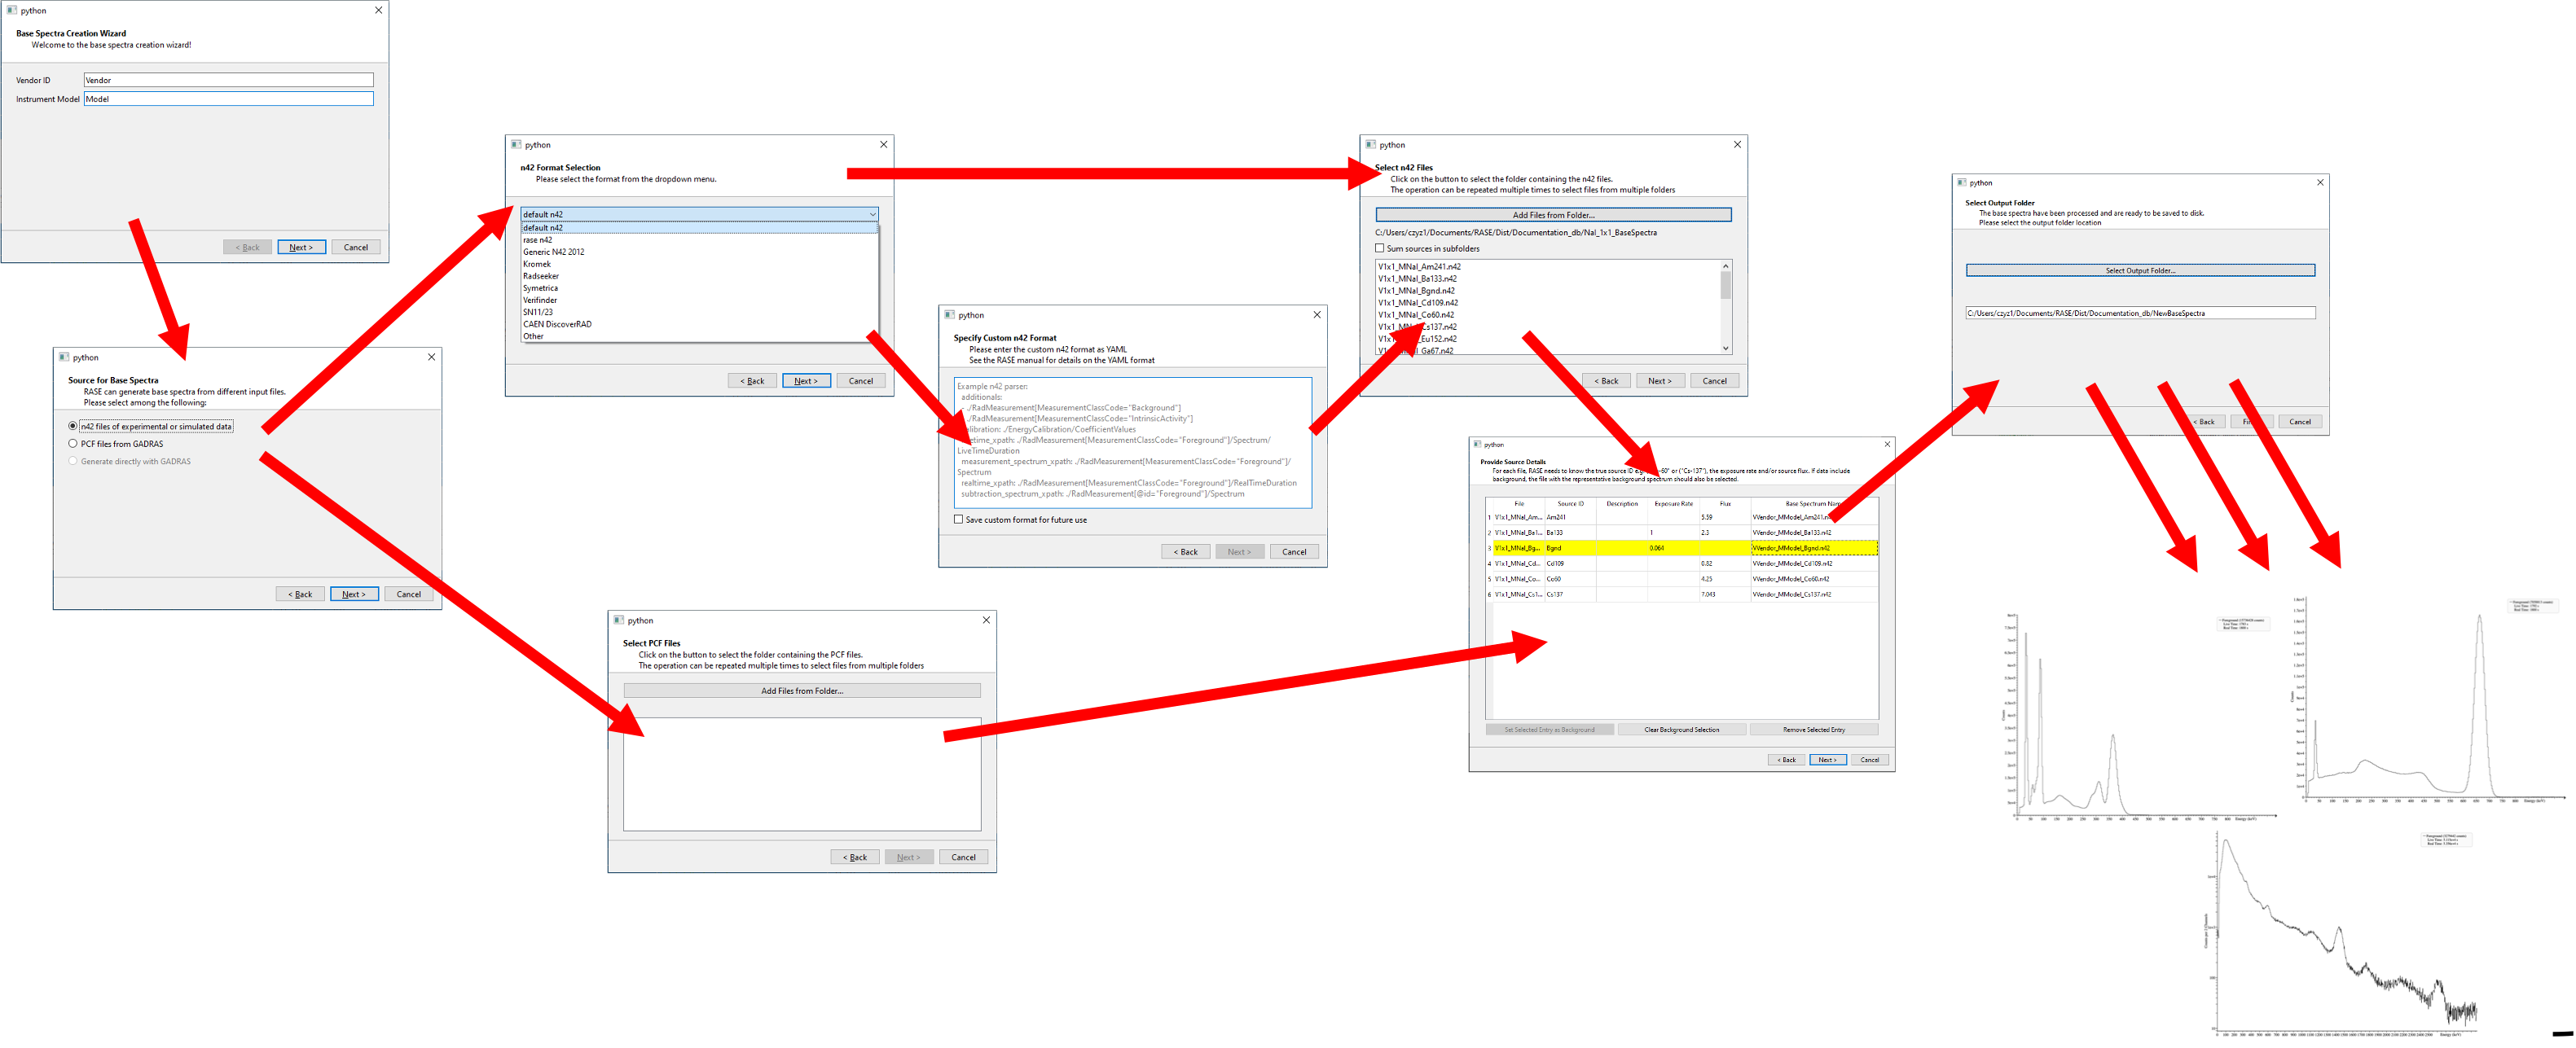 python
Base Spectra Creation Wizard
Welcome to the base spectra creation wizard!
Vendor ID
Vendor
Instrument Model
Model
< Back
Next >
Cancel
python
Source for Base Spectra
RASE can generate base spectra from different input files.
Please select among the following:
n42 files of experimental or simulated data
PCF files from GADRAS
Generate directly with GADRAS
< Back
Next >
Cancel
python
n42 Format Selection
Please select the format from the dropdown menu.
default n42
default n42
rase n42
Generic N42 2012
Kromek
Radseeker
Symetrica
Verifinder
SN11/23
CAEN DiscoverRAD
Other
< Back
Next >
Cancel
python
Specify Custom n42 Format
Please enter the custom n42 format as YAML
See the RASE manual for details on the YAML format
Example n42 parser:
additionals:
- ./RadMeasurement[MeasurementClassCode="Background"]
./RadMeasurement[MeasurementClassCode="IntrinsicActivity"]
./EnergyCalibration/CoefficientValues
./RadMeasurement[MeasurementClassCode="Foreground"]/Spectrum/
LiveTimeDuration
measurement_spectrum_xpath: ./RadMeasurement[MeasurementClassCode="Foreground"]/
Spectrum
realtime_xpath: ./RadMeasurement[MeasurementClassCode="Foreground"]/RealTimeDuration
subtraction_spectrum_xpath: ./RadMeasurement[@id="Foreground"]/Spectrum
Save custom format for future use
< Back
Next >
Cancel
python
Select PCF Files
Click on the button to select the folder containing the PCF files.
The operation can be repeated multiple times to select files from multiple folders
Add Files from Folder...
< Back
Next >
Cancel
python
Select n42 Files
Click on the button to select the folder containing the n42 files.
The operation can be repeated multiple times to select files from multiple folders
Add Files from Folder...
C:/Users/czyz1/Documents/RASE/Dist/Documentation_db/NaI_1x1_BaseSpectra
Sum sources in subfolders
V1x1_MNaI_Am241.n42
V1x1_MNaI_Ba133.n42
V1x1_MNaI_Bgnd.n42
V1x1_MNaI_Cd109.n42
V1x1_MNaI_Co60.n42
Cs137.n42
Eu152.n42
Ga67.n42
< Back
Next >
Cancel
python
Provide Source Details
For each file, RASE needs to know the true source ID e.g. or ("Cs-137"), the exposure rate and/or source flux. If data include
background, the file with the representative background spectrum should also be selected.
File Source ID Description Exposure Rate Flux Base Spectrum Name
1 V1x1_MNaI_Am... Am241 5.59 VVendor_MModel_Am241.n42
2 V1x1_MNaI_Ba1... Ba133 1 2.3 VVendor_MModel_Ba133.n42
3 V1x1_MNaI_Bg... Bgnd 0.064 VVendor_MModel_Bgnd.n42
4 V1x1_MNaI_Cd... Cd109 0.82 VVendor_MModel_Cd109.n42
5 V1x1_MNaI_Co... Co60 4.25 VVendor_MModel_Co60.n42
6 V1x1_MNaI_Cs1... Cs137 7.043 VVendor_MModel_Cs137.n42
Set Selected Entry as Background
Clear Background Selection
Remove Selected Entry
< Back
Next >
Cancel
python
Select Output Folder
The base spectra have been processed and are ready to be saved to disk.
Please select the output folder location
Select Output Folder...
C:/Users/czyz1/Documents/RASE/Dist/Documentation_db/NewBaseSpectra
< Back
Cancel
Energy (keV)
Energy (keV)
Energy (keV)